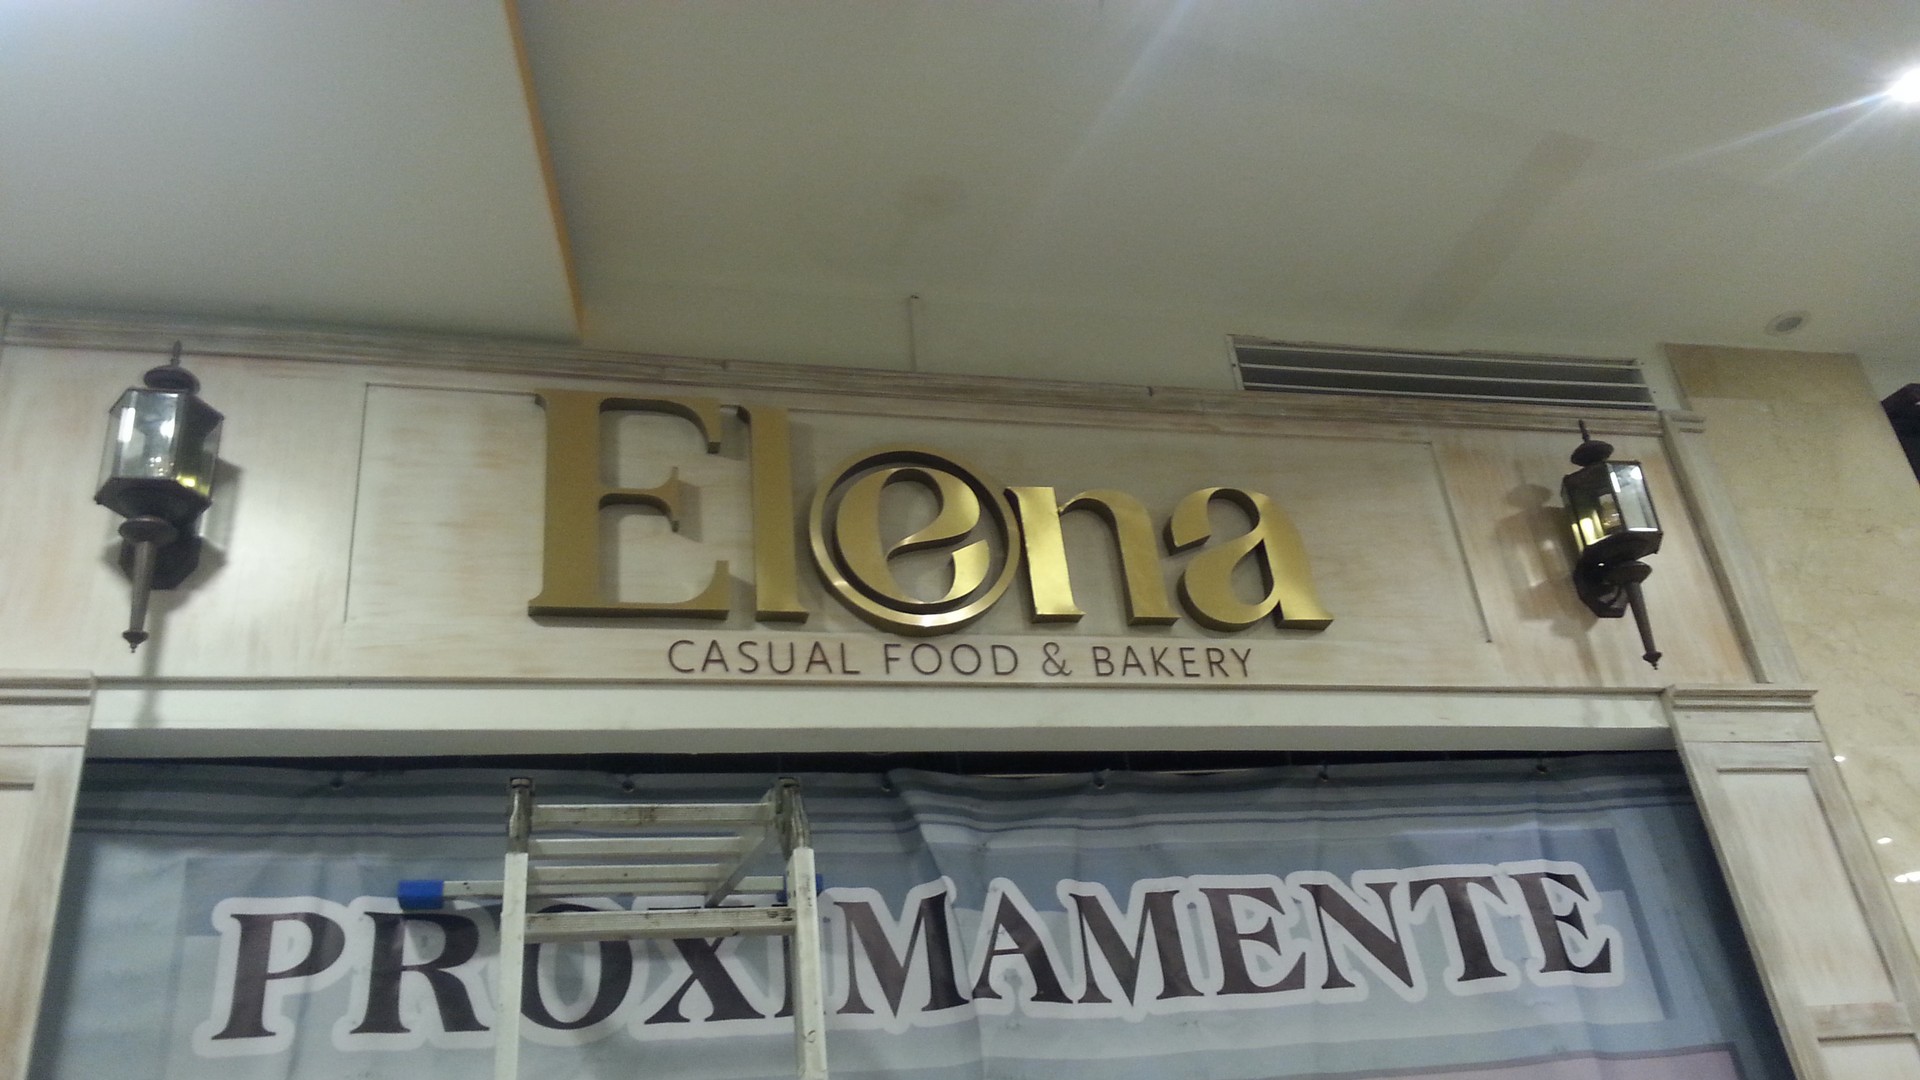 Elena
CASUAL FOOD & BAKERY
PROXIMAMENTE